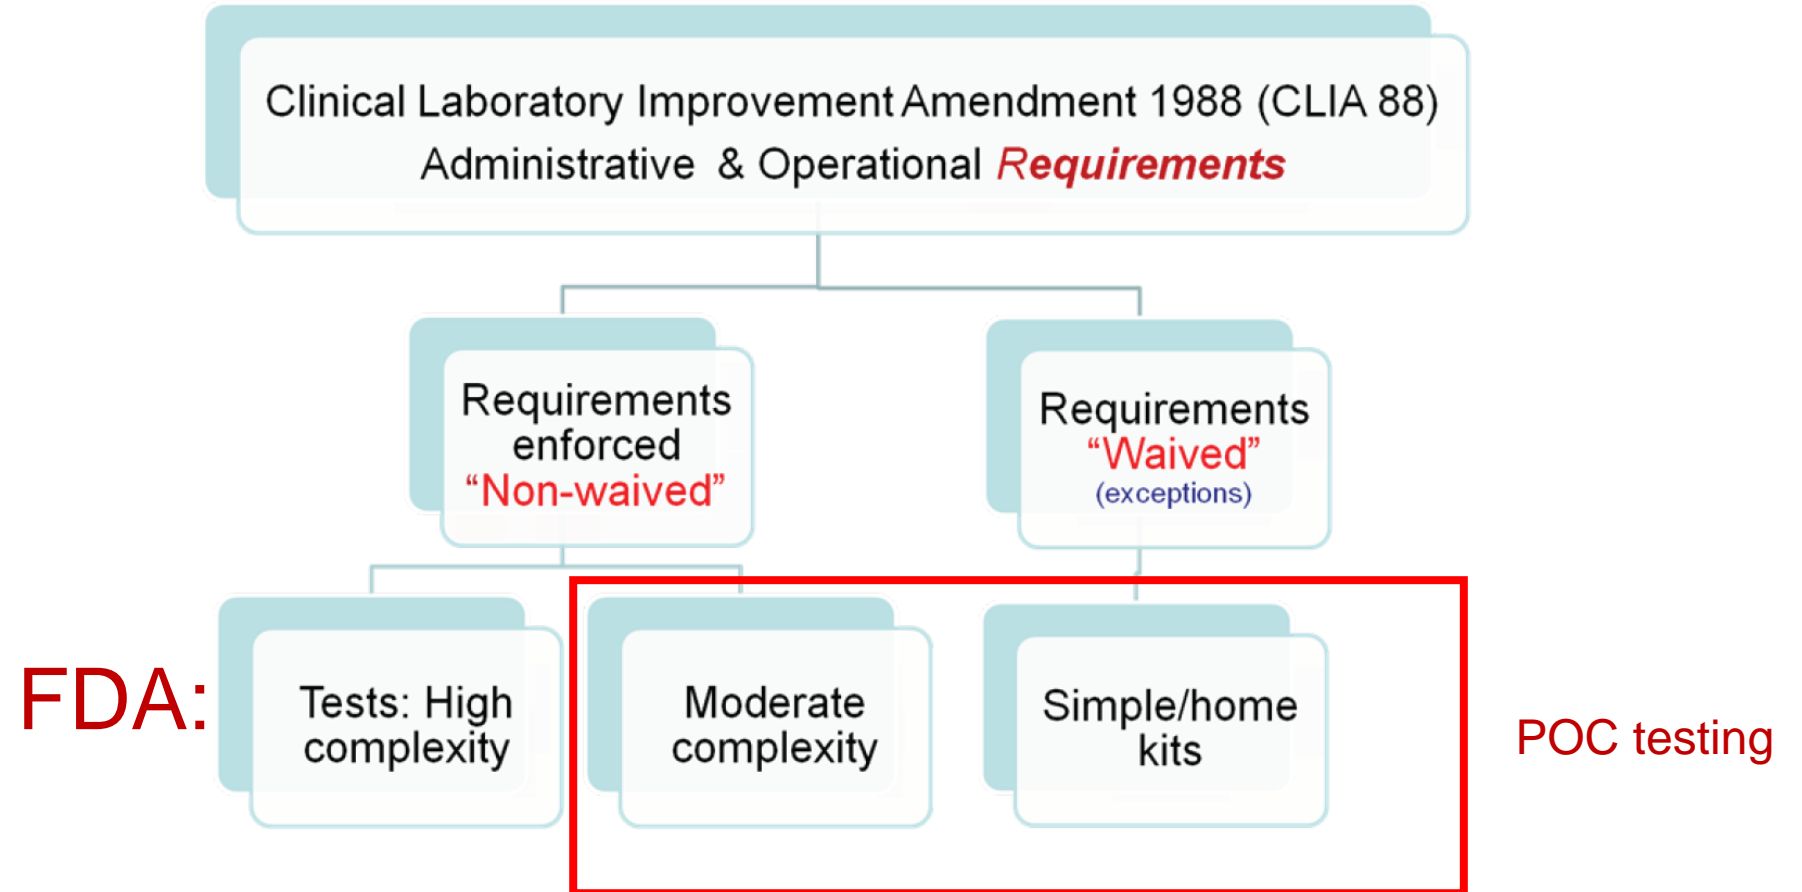 Clinical Laboratory Improvement Amendment 1988 (CLIA 88)
Administrative & Operational Requirements
Requirements
enforced
“Non-waived”
Requirements
“Waived”
(exceptions)
FDA:
Tests: High
complexity
Moderate
complexity
Simple/home
kits
POC testing